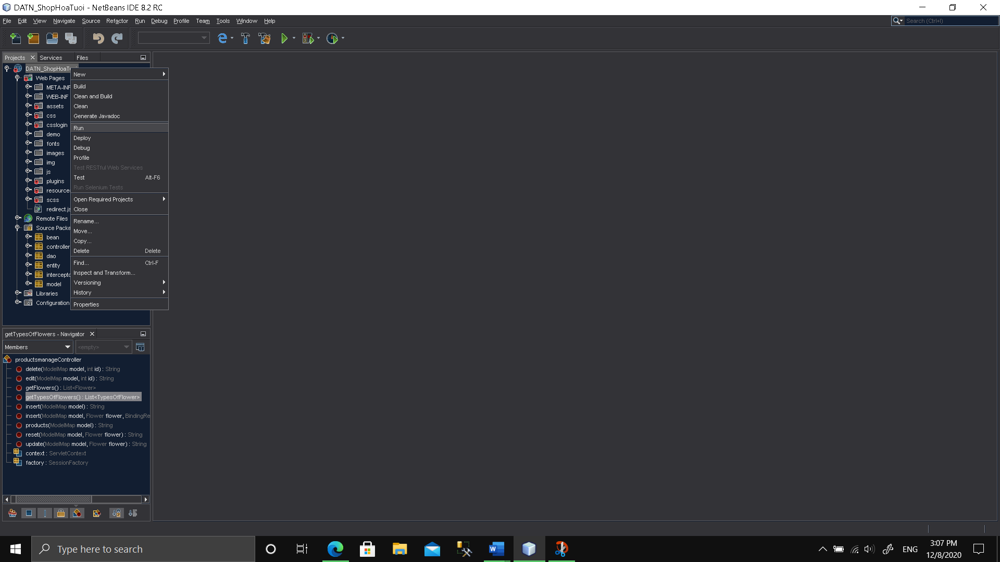 DATN_ShopHoaTuoi - NetBeans IDE 8.2 RC
File Edit View Navigate Source Refactor Run Debug Profile Team Tools Window Help
Search (Ctrl+I)
Projects Services Files
DATN_ShopHoaTu
Web Pages
META-INF
WEB-INF
assets
css
csslogin
demo
fonts
images
img
js
plugins
resources
scss
redirect.js
Remote Files
Source Packa
bean
controller
dao
entity
intercepto
model
Libraries
Configuration
New
Build
Clean and Build
Clean
Generate Javadoc
Run
Deploy
Debug
Profile
Test RESTful Web Services
Test Alt-F6
Run Selenium Tests
Open Required Projects
Close
Rename...
Move...
Copy...
Delete Delete
Find... Ctrl-F
Inspect and Transform...
Versioning
History
Properties
getTypesOfFlowers - Navigator
Members <empty>
productsmanageController
delete(ModelMap model, int id) : String
edit(ModelMap model, int id) : String
getFlowers() : List<Flower>
getTypesOfFlowers() : List<TypesOfFlower>
insert(ModelMap model) : String
insert(ModelMap model, Flower flower, BindingRe
products(ModelMap model) : String
reset(ModelMap model, Flower flower) : String
update(ModelMap model, Flower flower) : String
context : ServletContext
factory : SessionFactory
Type here to search
ENG
3:07 PM
12/8/2020